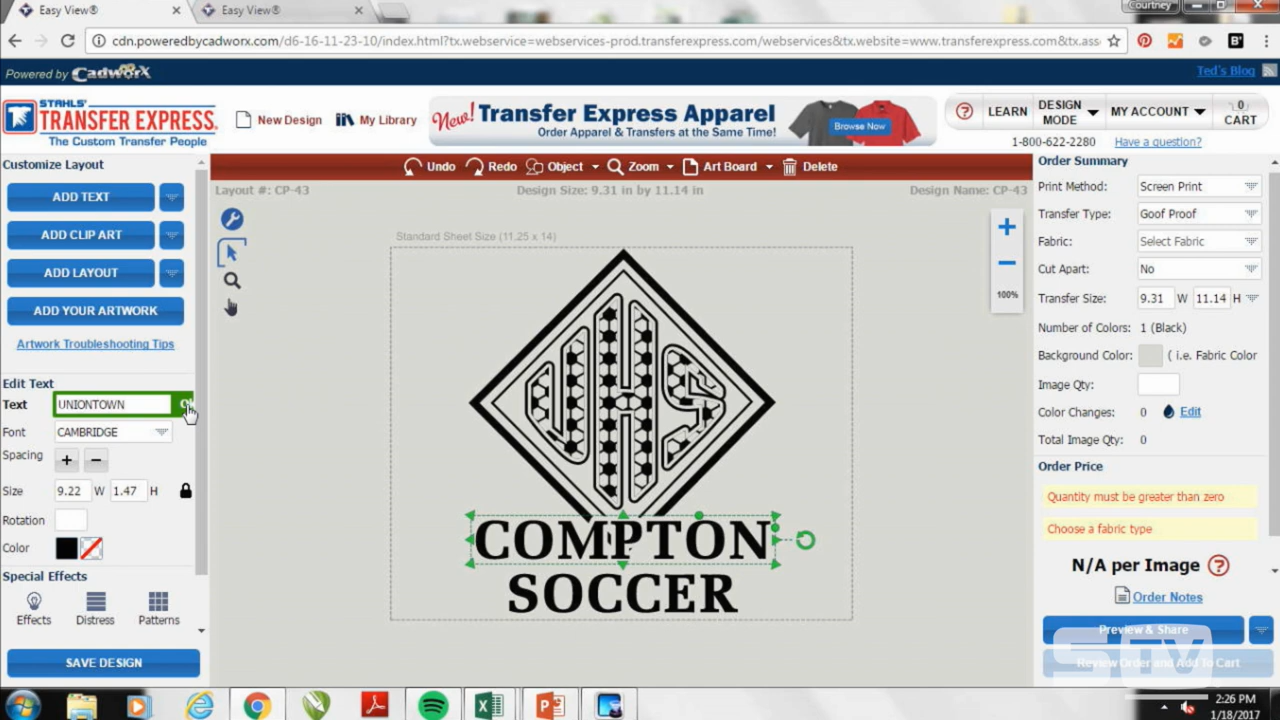 Easy View®
Easy View®
Courtney
cdn.poweredbycadworx.com/d6-16-11-23-10/index.html?tx.webservice=webservices-prod.transferexpress.com/webservices&tx.website=www.transferexpress.com&tx.ass
Powered by CadworX
Ted's Blog
STAHLS'
TRANSFER EXPRESS.
The Custom Transfer People
New Design
My Library
New! Transfer Express Apparel
Order Apparel & Transfers at the Same Time!
Browse Now
LEARN
DESIGN MODE
MY ACCOUNT
0
CART
1-800-622-2280
Have a question?
Customize Layout
Undo
Redo
Object
Zoom
Art Board
Delete
Order Summary
Layout #: CP-43
Design Size: 9.31 in by 11.14 in
Design Name: CP-43
ADD TEXT
ADD CLIP ART
ADD LAYOUT
ADD YOUR ARTWORK
Artwork Troubleshooting Tips
Edit Text
Text UNIONTOWN
Font CAMBRIDGE
Spacing + −
Size 9.22 W 1.47 H
Rotation
Color
Special Effects
Effects Distress Patterns
SAVE DESIGN
Standard Sheet Size (11.25 x 14)
UHS
COMPTON
SOCCER
100%
Print Method: Screen Print
Transfer Type: Goof Proof
Fabric: Select Fabric
Cut Apart: No
Transfer Size: 9.31 W 11.14 H
Number of Colors: 1 (Black)
Background Color: ( i.e. Fabric Color
Image Qty:
Color Changes: 0 Edit
Total Image Qty: 0
Order Price
Quantity must be greater than zero
Choose a fabric type
N/A per Image
Order Notes
Preview & Share
Review Order and Add To Cart
STV
2:26 PM
1/18/2017